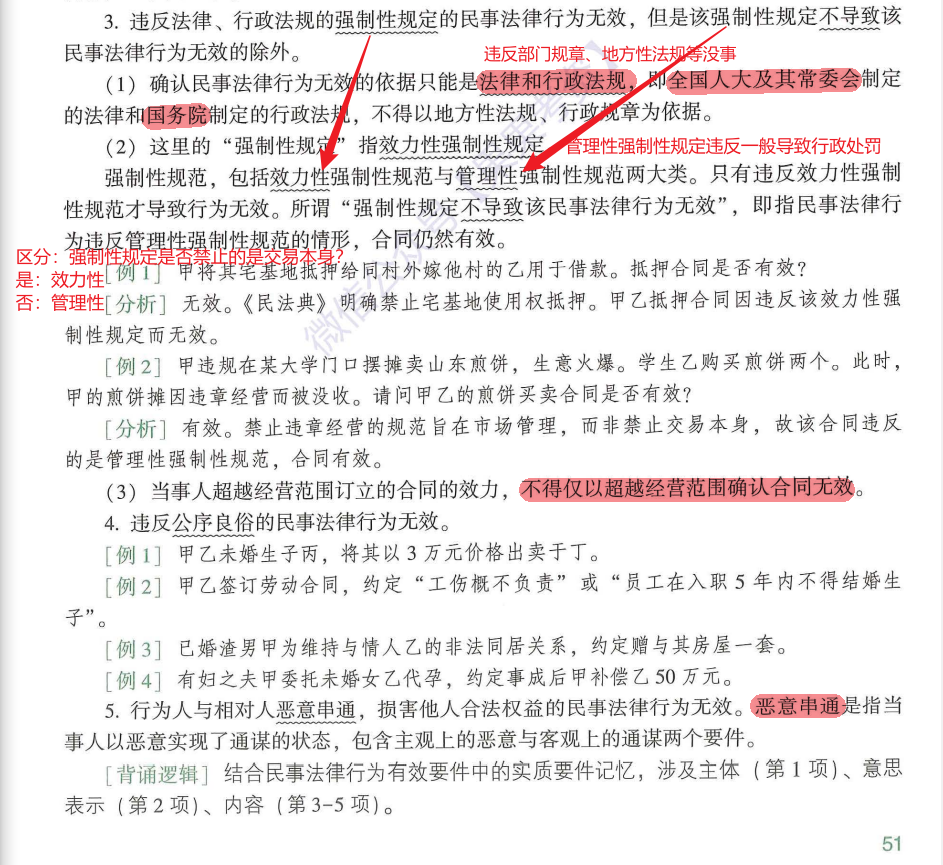 3. 违反法律、行政法规的强制性规定的民事法律行为无效，但是该强制性规定不导致该
民事法律行为无效的除外。
违反部门规章、地方性法规等没事
（1）确认民事法律行为无效的依据只能是法律和行政法规，即全国人大及其常委会制定
的法律和国务院制定的行政法规，不得以地方性法规、行政规章为依据。
（2）这里的“强制性规定”指效力性强制性规定
管理性强制性规定违反一般导致行政处罚
强制性规范，包括效力性强制性规范与管理性强制性规范两大类。只有违反效力性强制
性规范才导致行为无效。所谓“强制性规定不导致该民事法律行为无效”，即指民事法律行
为违反管理性强制性规范的情形，合同仍然有效。
区分：强制性规定是否禁止的是交易本身？
是：效力性
否：管理性
［例1］甲将其宅基地抵押给同村外嫁他村的乙用于借款。抵押合同是否有效？
［分析］无效。《民法典》明确禁止宅基地使用权抵押。甲乙抵押合同因违反该效力性强
制性规定而无效。
［例2］甲违规在某大学门口摆摊卖山东煎饼，生意火爆。学生乙购买煎饼两个。此时，
甲的煎饼摊因违章经营而被没收。请问甲乙的煎饼买卖合同是否有效？
［分析］有效。禁止违章经营的规范旨在市场管理，而非禁止交易本身，故该合同违反
的是管理性强制性规范，合同有效。
（3）当事人超越经营范围订立的合同的效力，不得仅以超越经营范围确认合同无效。
4. 违反公序良俗的民事法律行为无效。
［例1］甲乙未婚生子丙，将其以3万元价格出卖于丁。
［例2］甲乙签订劳动合同，约定“工伤概不负责”或“员工在入职5年内不得结婚生
子”。
［例3］已婚渣男甲为维持与情人乙的非法同居关系，约定赠与其房屋一套。
［例4］有妇之夫甲委托未婚女乙代孕，约定事成后甲补偿乙50万元。
5. 行为人与相对人恶意串通，损害他人合法权益的民事法律行为无效。恶意串通是指当
事人以恶意实现了通谋的状态，包含主观上的恶意与客观上的通谋两个要件。
［背诵逻辑］结合民事法律行为有效要件中的实质要件记忆，涉及主体（第1项）、意思
表示（第2项）、内容（第3-5项）。
51